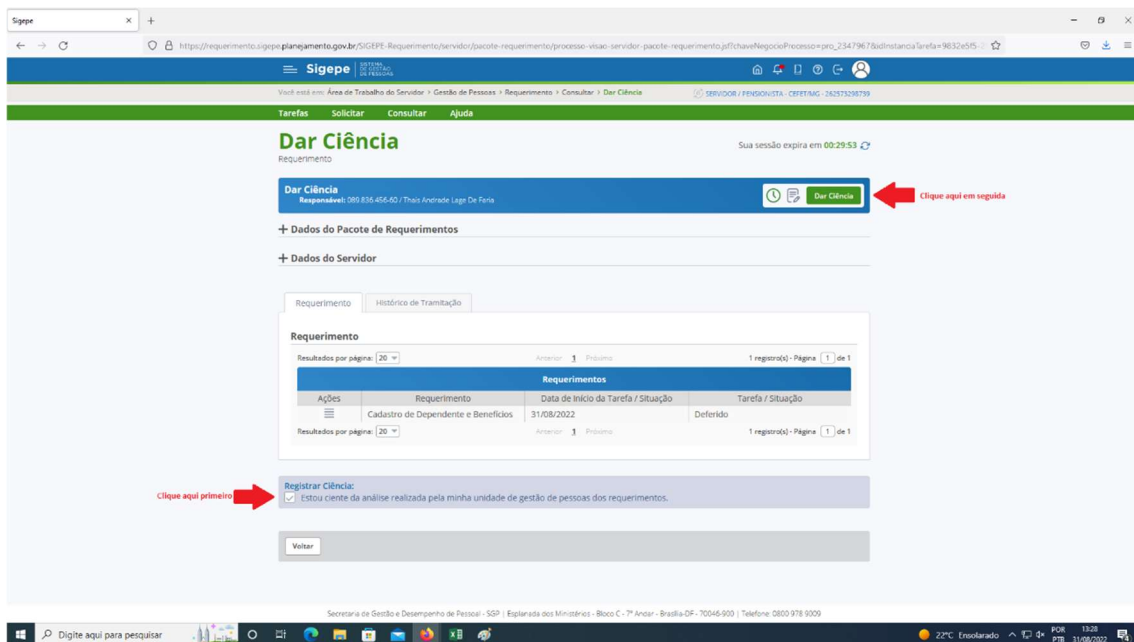 Sigepe
https://requerimento.sigepe.planejamento.gov.br/SIGEPE-Requerimento/servidor/pacote-requerimento/processo-visao-servidor-pacote-requerimento.jsf?chaveNegocioProcesso=pro_2347967&idInstanciaTarefa=9832e5f5-
Sigepe SISTEMA DE GESTÃO DE PESSOAS
Você está em: Área de Trabalho do Servidor > Gestão de Pessoas > Requerimento > Consultar > Dar Ciência
SERVIDOR / PENSIONISTA - CEFET/MG - 262573298799
Tarefas Solicitar Consultar Ajuda
Dar Ciência
Sua sessão expira em 00:29:53
Requerimento
Dar Ciência
Responsável: 089.836.456-60 / Thais Andrade Lage De Faria
Dar Ciência
Clique aqui em seguida
+ Dados do Pacote de Requerimentos
+ Dados do Servidor
Requerimento Histórico de Tramitação
Requerimento
Resultados por página: 20 Anterior 1 Próximo 1 registro(s) - Página 1 de 1
Requerimentos
Ações Requerimento Data de Início da Tarefa / Situação Tarefa / Situação
Cadastro de Dependente e Benefícios 31/08/2022 Deferido
Resultados por página: 20 Anterior 1 Próximo 1 registro(s) - Página 1 de 1
Registrar Ciência:
Clique aqui primeiro
Estou ciente da análise realizada pela minha unidade de gestão de pessoas dos requerimentos.
Voltar
Secretaria de Gestão e Desempenho de Pessoal - SGP | Esplanada dos Ministérios - Bloco C - 7º Andar - Brasília-DF - 70046-900 | Telefone: 0800 978 9009
Digite aqui para pesquisar
22°C Ensolarado
POR
PTB
13:28
31/08/2022